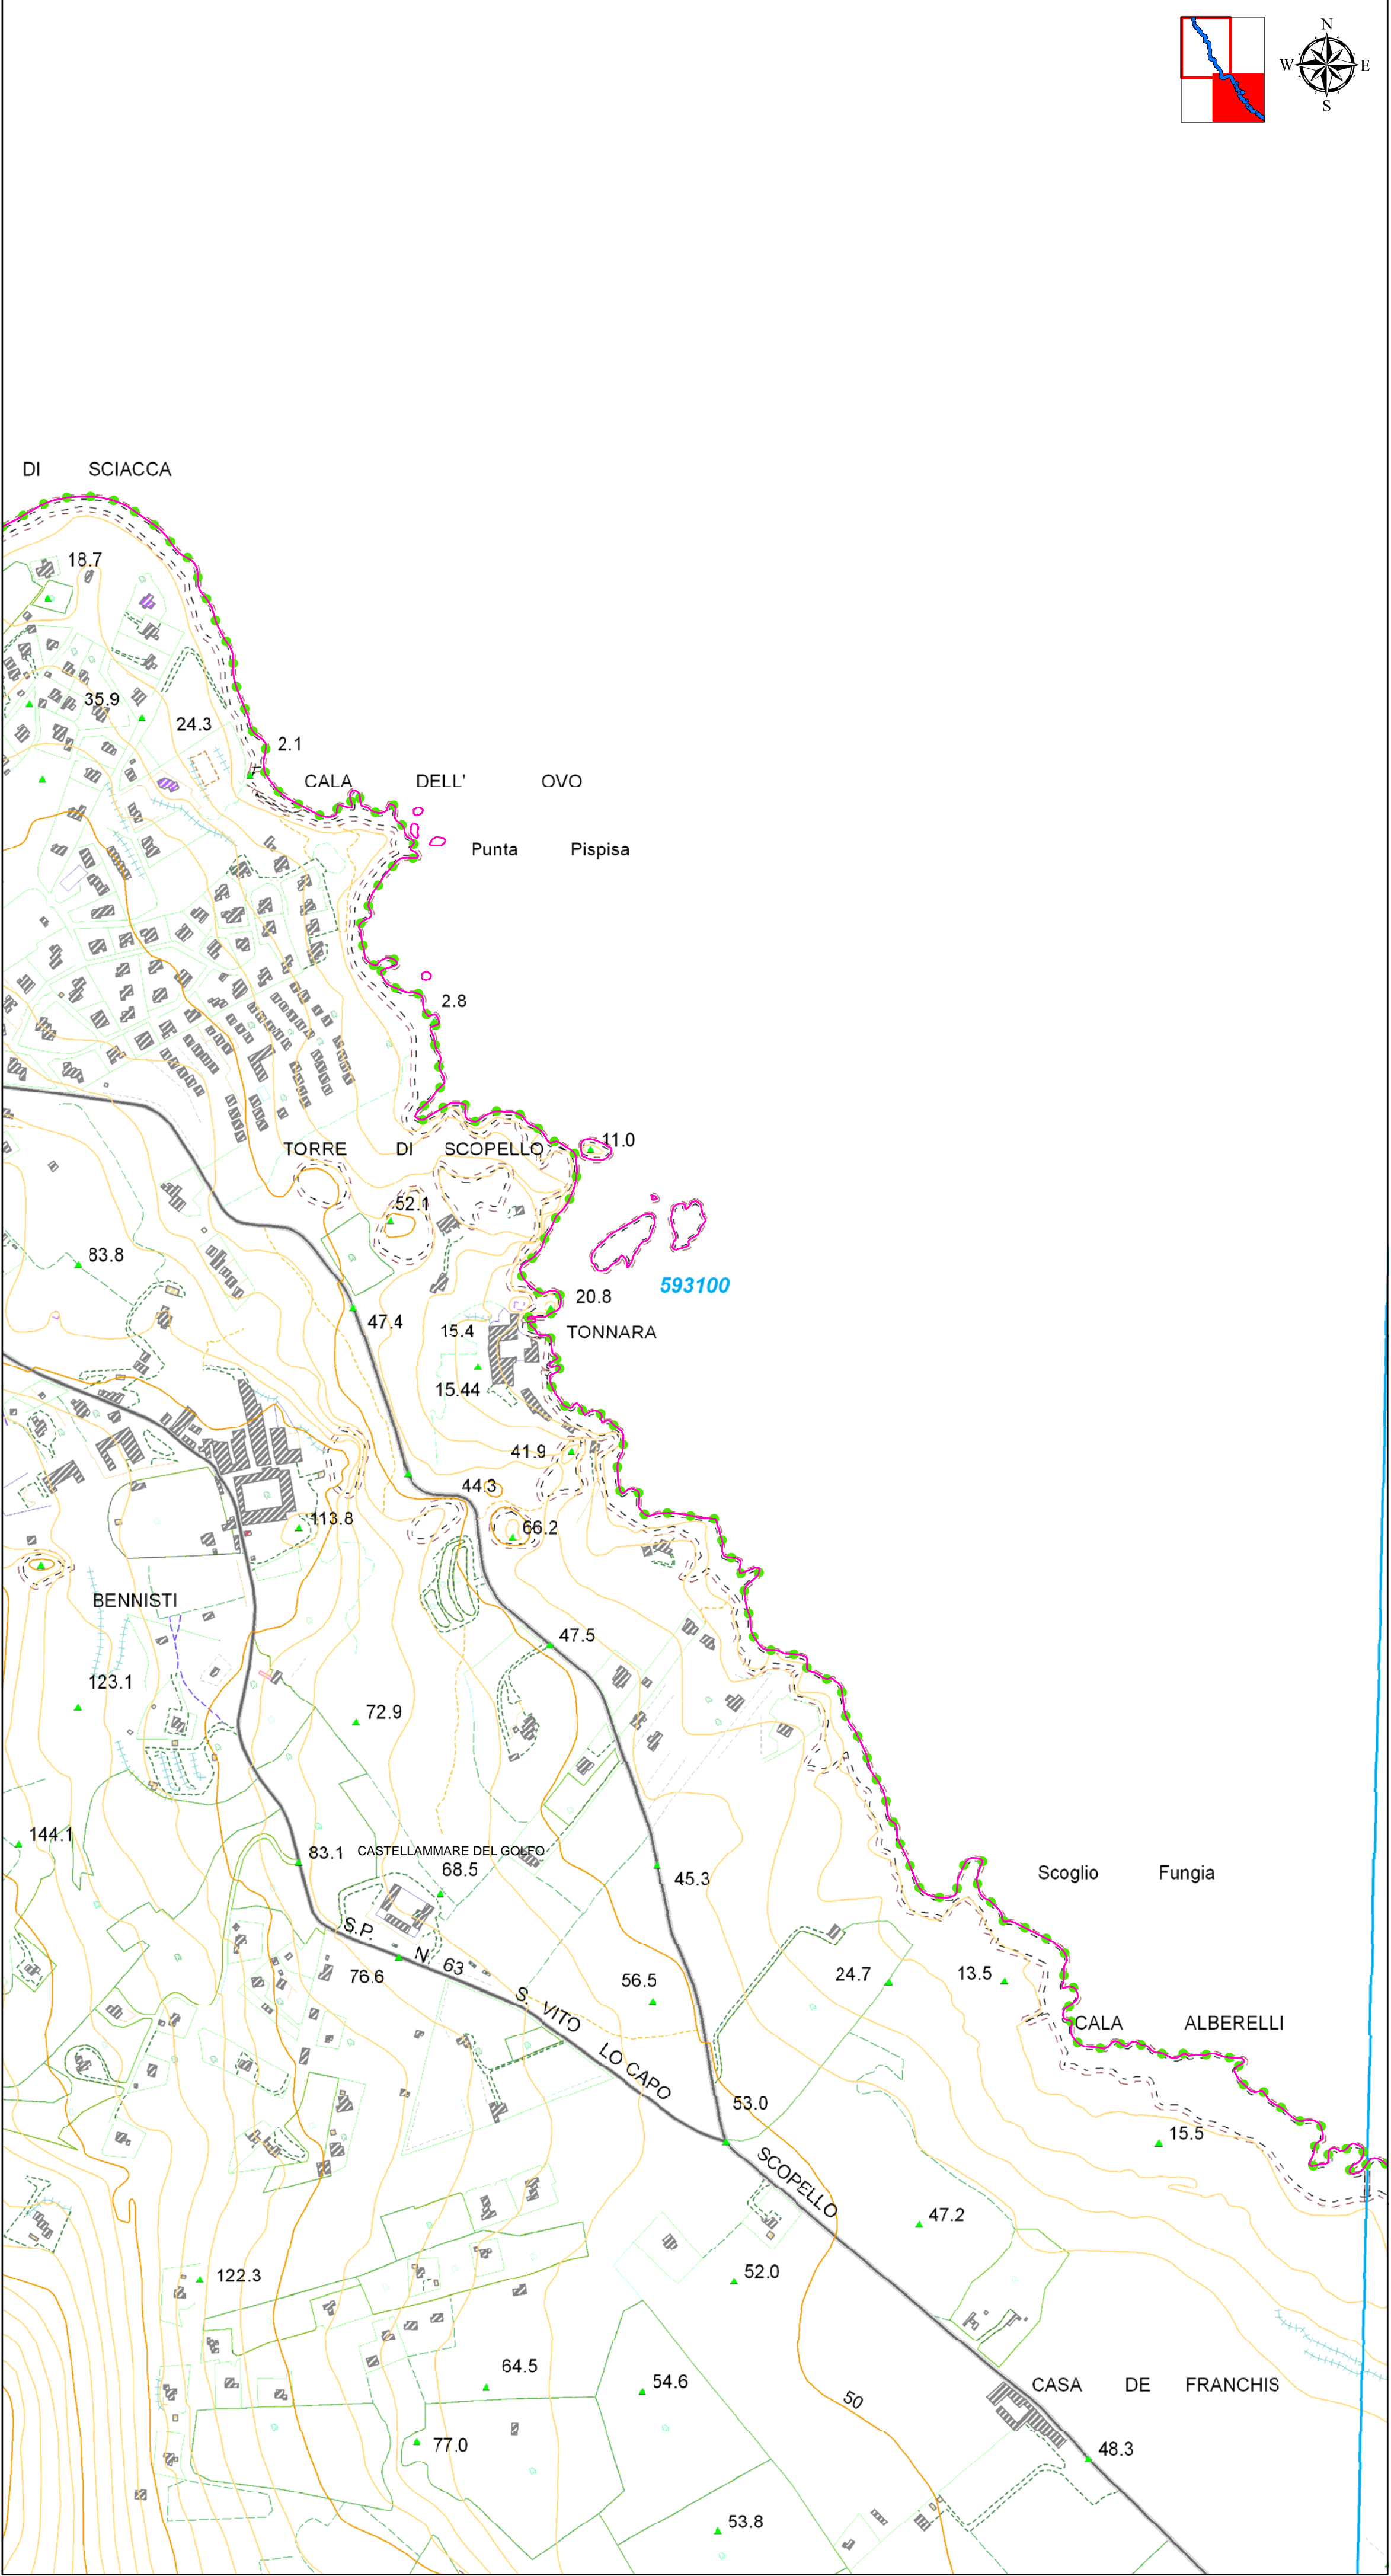 N
W E
S
DI SCIACCA
18.7
35.9
24.3
2.1
CALA DELL' OVO
Punta Pispisa
2.8
11.0
TORRE DI SCOPELLO
52.1
83.8
593100
20.8
47.4
15.4
TONNARA
15.44
41.9
44.3
113.8
66.2
BENNISTI
47.5
123.1
72.9
144.1
83.1
CASTELLAMMARE DEL GOLFO
68.5
45.3
Scoglio Fungia
S.P. N. 63 S. VITO LO CAPO
76.6
56.5
24.7
13.5
CALA ALBERELLI
53.0
15.5
SCOPELLO
47.2
122.3
52.0
64.5
54.6
CASA DE FRANCHIS
50
77.0
48.3
53.8